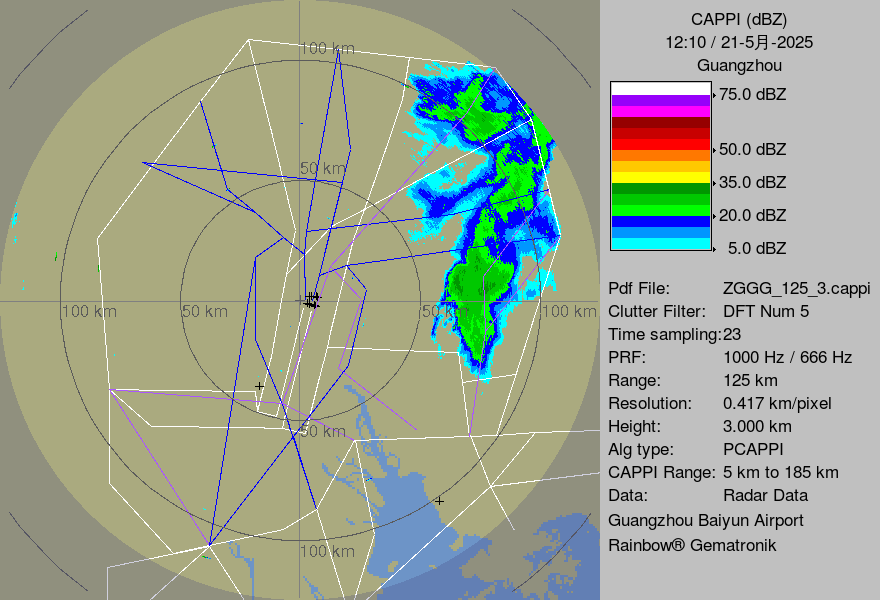 100 km
50 km
100 km
50 km
50 km
100 km
50 km
100 km
CAPPI (dBZ)
12:10 / 21-5月-2025
Guangzhou
75.0 dBZ
50.0 dBZ
35.0 dBZ
20.0 dBZ
5.0 dBZ
Pdf File: ZGGG_125_3.cappi
Clutter Filter: DFT Num 5
Time sampling:23
PRF: 1000 Hz / 666 Hz
Range: 125 km
Resolution: 0.417 km/pixel
Height: 3.000 km
Alg type: PCAPPI
CAPPI Range: 5 km to 185 km
Data: Radar Data
Guangzhou Baiyun Airport
Rainbow® Gematronik